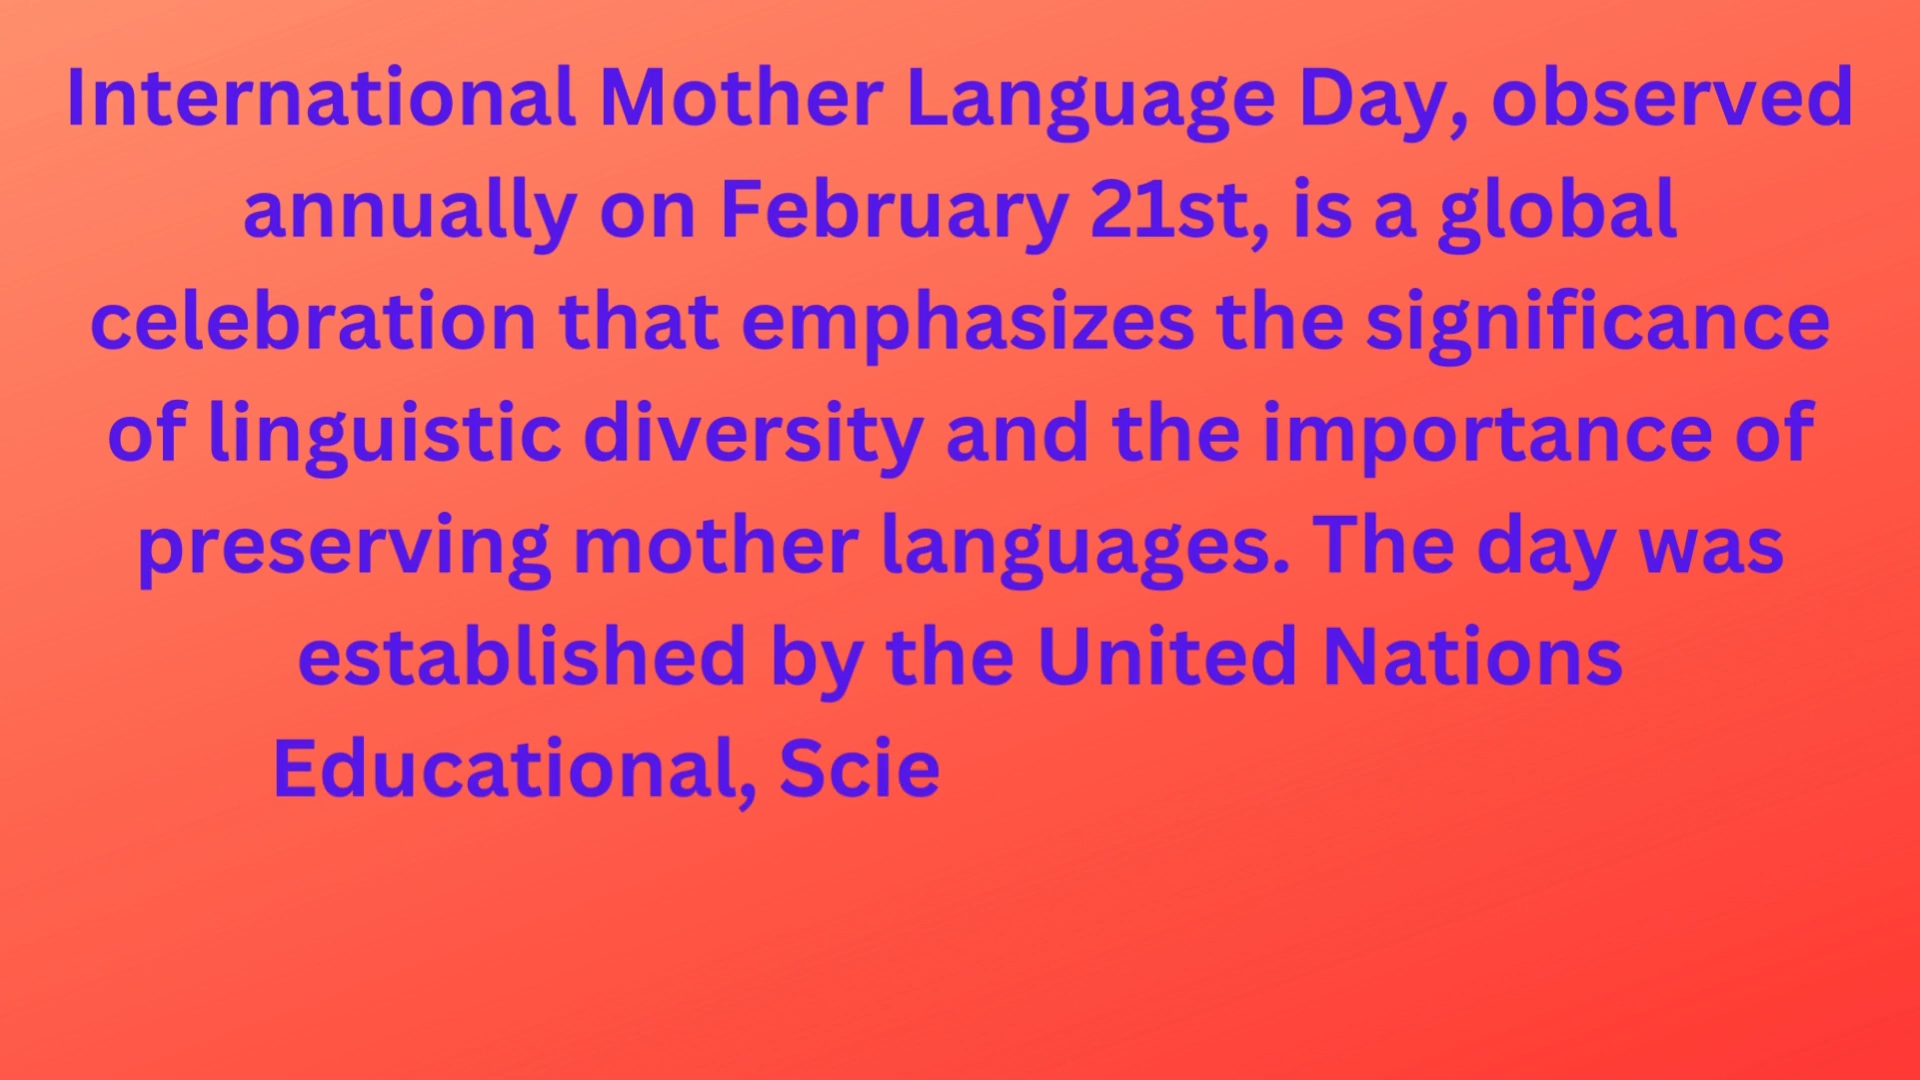 International Mother Language Day, observed
annually on February 21st, is a global
celebration that emphasizes the significance
of linguistic diversity and the importance of
preserving mother languages. The day was
established by the United Nations
Educational, Scie